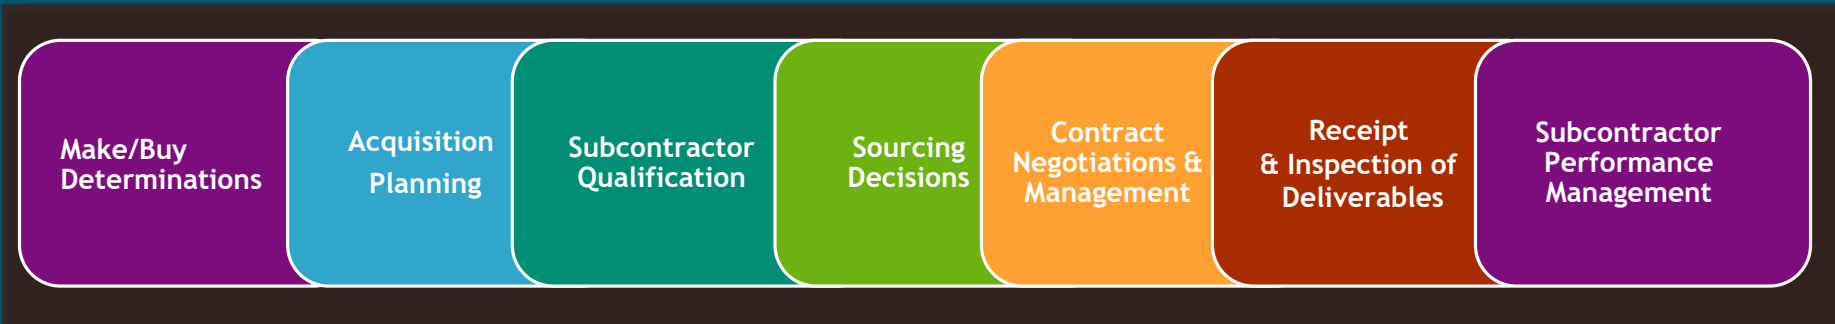 Make/Buy
Determinations
Acquisition
Planning
Subcontractor
Qualification
Sourcing
Decisions
Contract
Negotiations &
Management
Receipt
& Inspection of
Deliverables
Subcontractor
Performance
Management